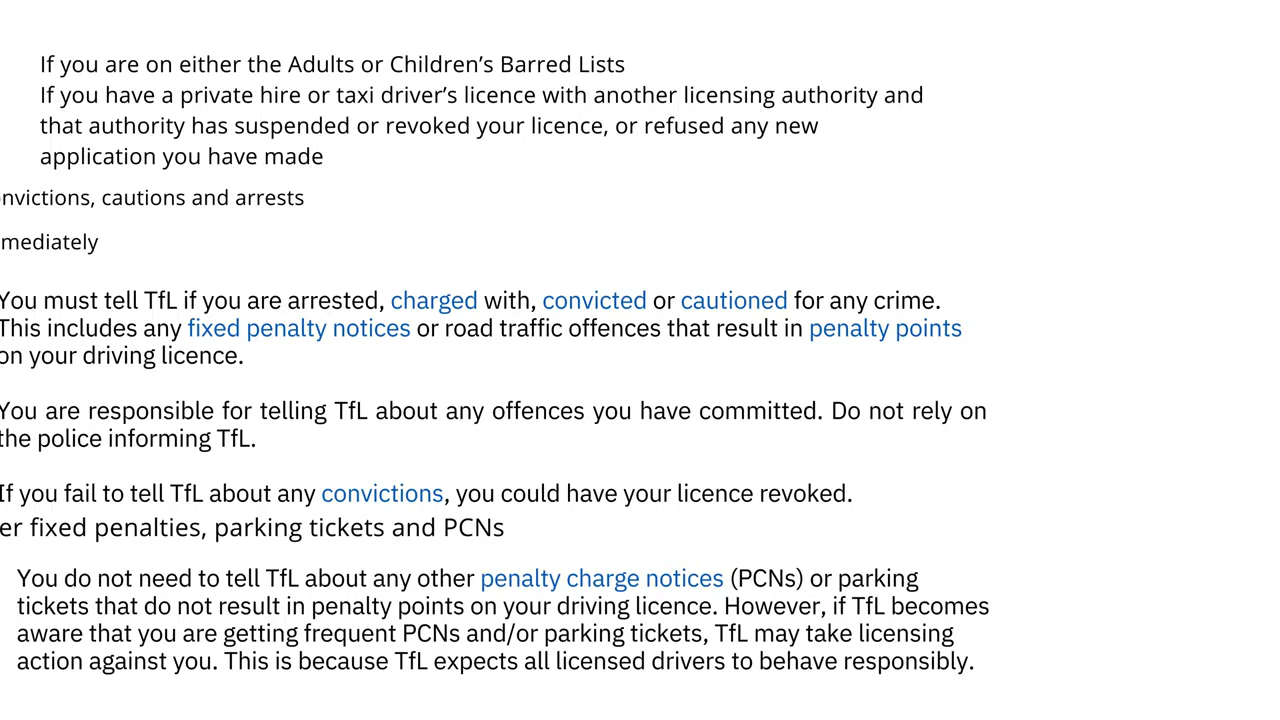 If you are on either the Adults or Children’s Barred Lists
If you have a private hire or taxi driver’s licence with another licensing authority and
that authority has suspended or revoked your licence, or refused any new
application you have made
nvictions, cautions and arrests
mediately
You must tell TfL if you are arrested, charged with, convicted or cautioned for any crime.
This includes any fixed penalty notices or road traffic offences that result in penalty points
on your driving licence.
You are responsible for telling TfL about any offences you have committed. Do not rely on
the police informing TfL.
If you fail to tell TfL about any convictions, you could have your licence revoked.
er fixed penalties, parking tickets and PCNs
You do not need to tell TfL about any other penalty charge notices (PCNs) or parking
tickets that do not result in penalty points on your driving licence. However, if TfL becomes
aware that you are getting frequent PCNs and/or parking tickets, TfL may take licensing
action against you. This is because TfL expects all licensed drivers to behave responsibly.